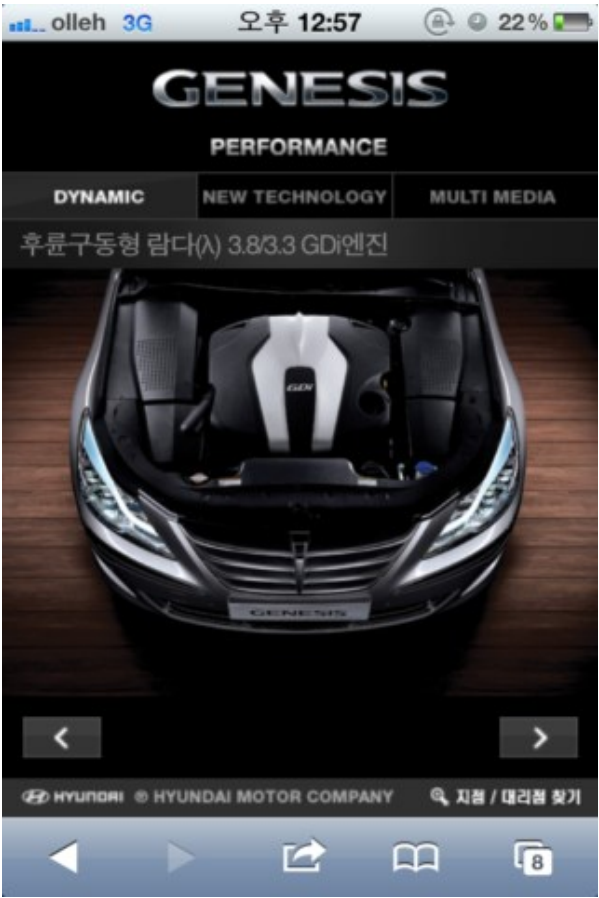 olleh 3G 오후 12:57 22%
GENESIS
PERFORMANCE
DYNAMIC NEW TECHNOLOGY MULTI MEDIA
후륜구동형 람다(λ) 3.8/3.3 GDi엔진
GDi
GENESIS
HYUNDAI ® HYUNDAI MOTOR COMPANY 지점 / 대리점 찾기
8